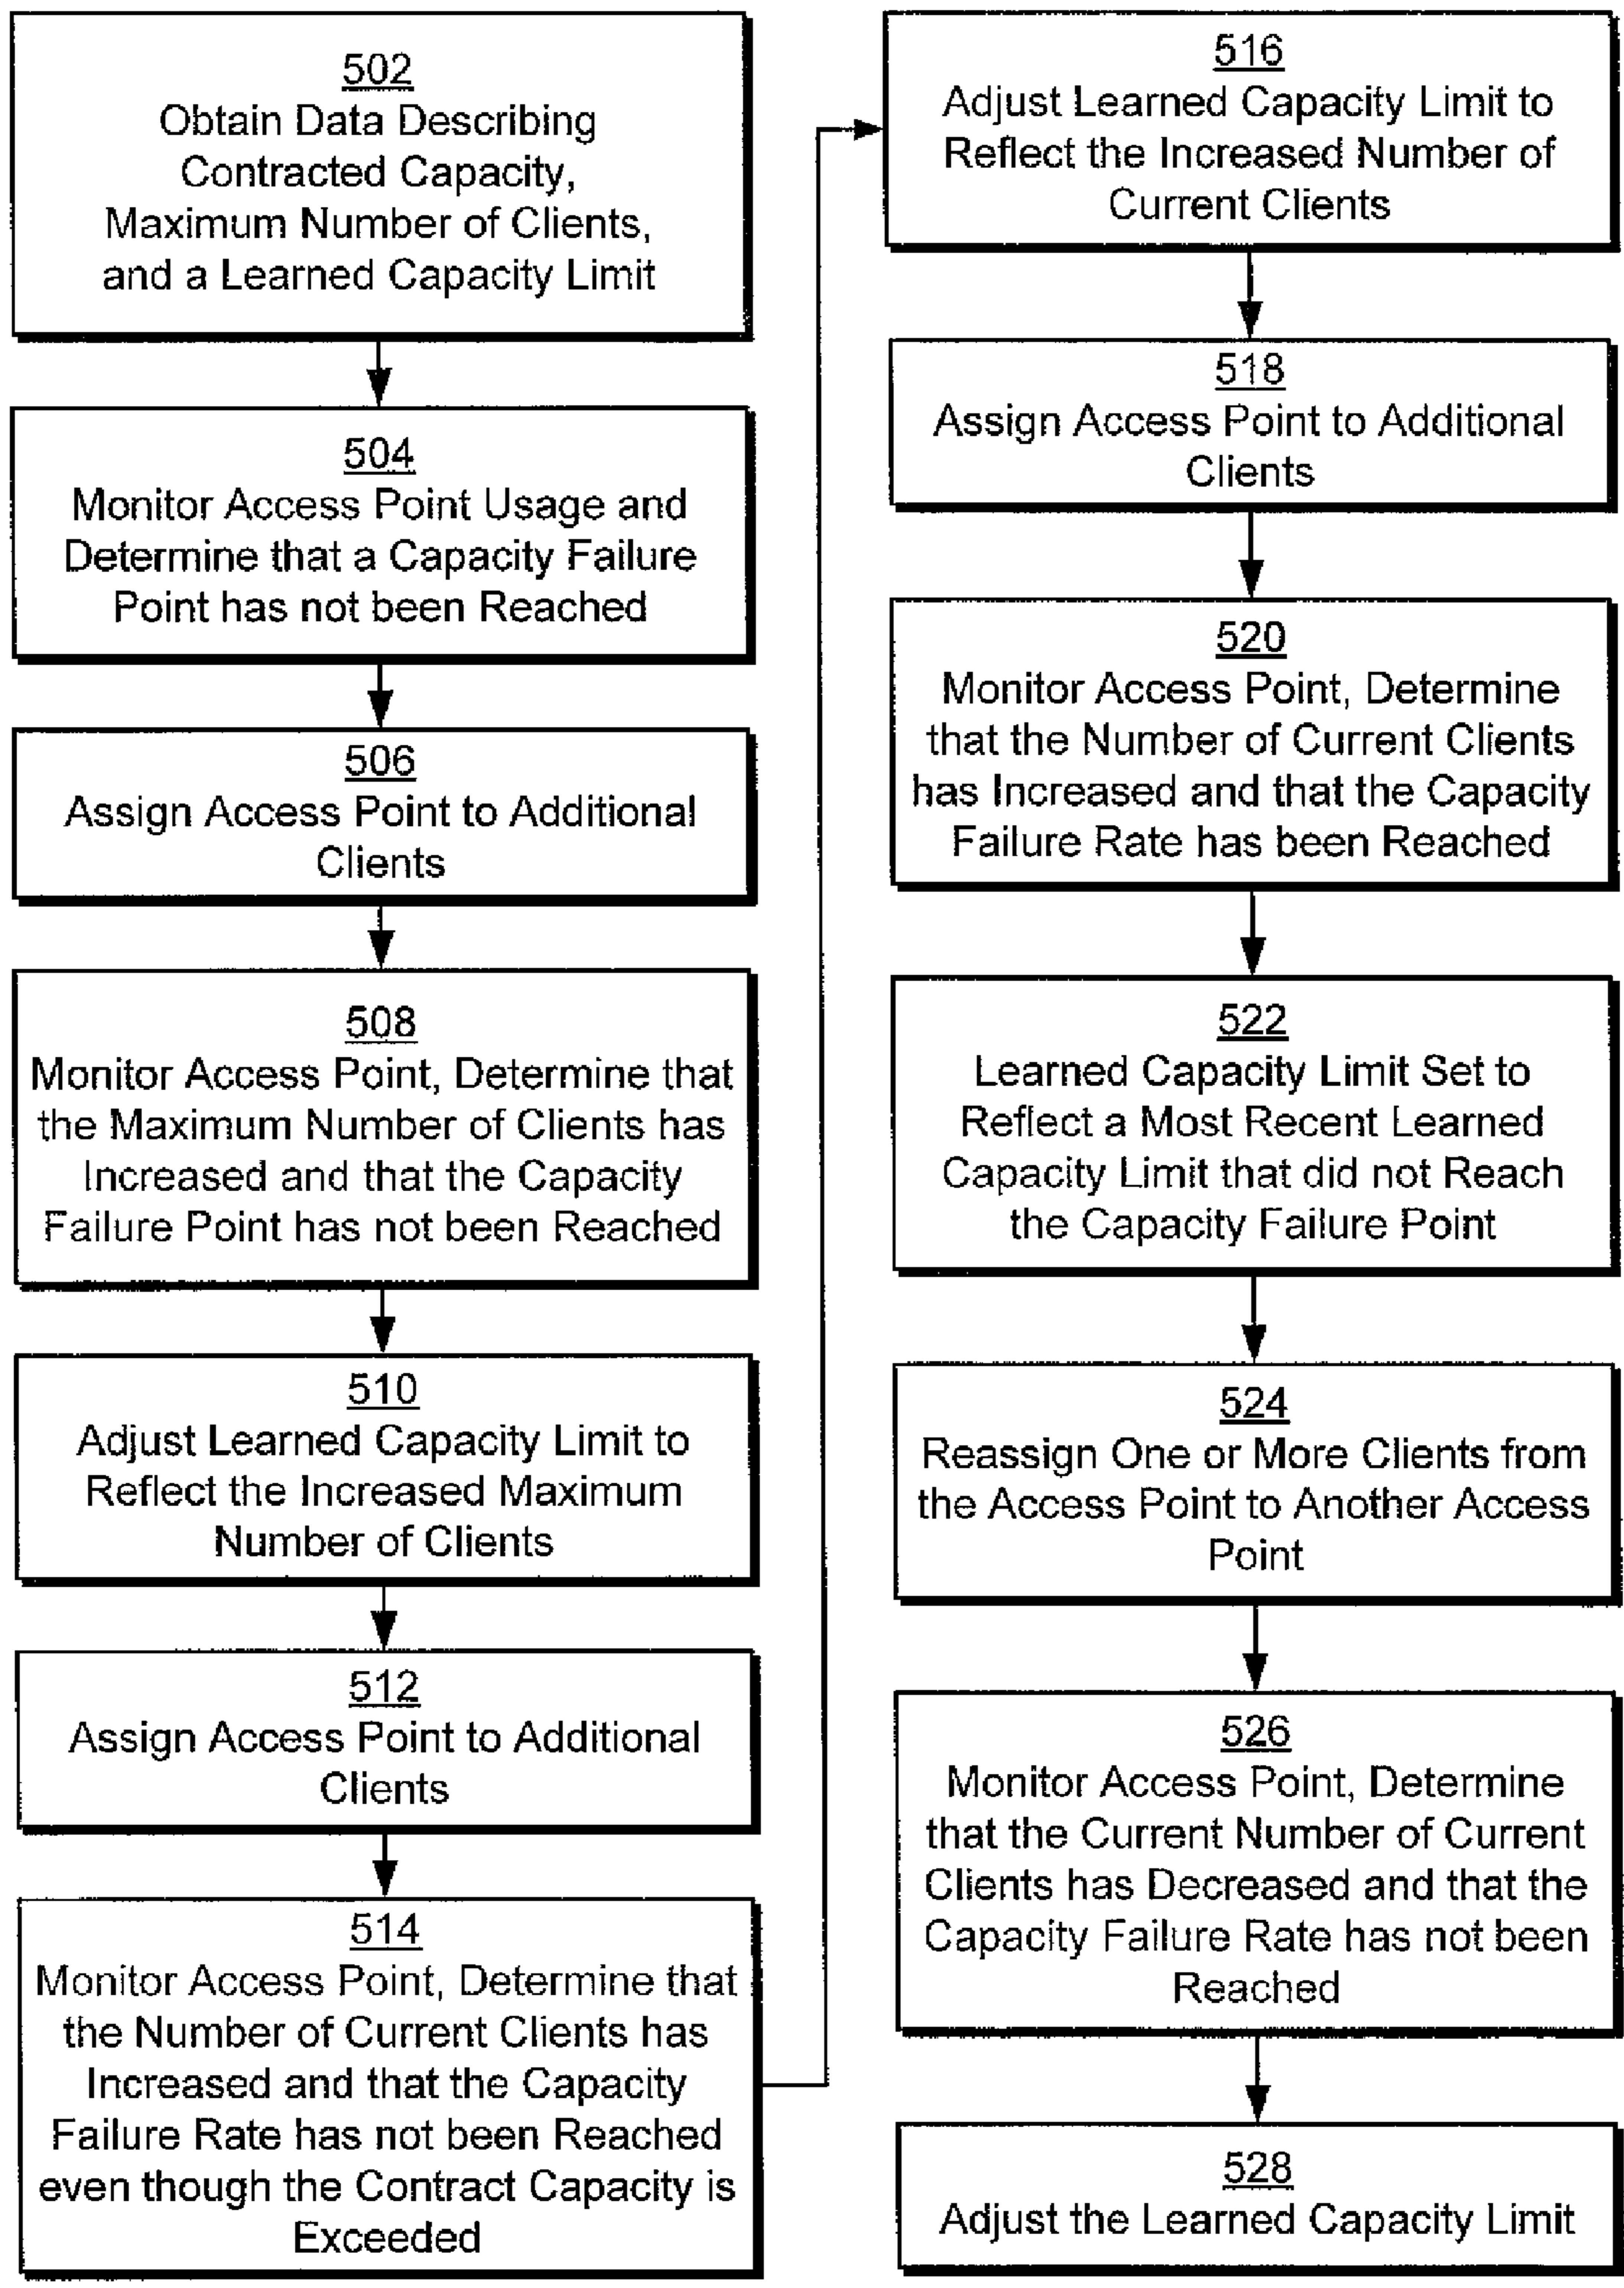 502
Obtain Data Describing
Contracted Capacity,
Maximum Number of Clients,
and a Learned Capacity Limit
504
Monitor Access Point Usage and
Determine that a Capacity Failure
Point has not been Reached
506
Assign Access Point to Additional
Clients
508
Monitor Access Point, Determine that
the Maximum Number of Clients has
Increased and that the Capacity
Failure Point has not been Reached
510
Adjust Learned Capacity Limit to
Reflect the Increased Maximum
Number of Clients
512
Assign Access Point to Additional
Clients
514
Monitor Access Point, Determine that
the Number of Current Clients has
Increased and that the Capacity
Failure Rate has not been Reached
even though the Contract Capacity is
Exceeded
516
Adjust Learned Capacity Limit to
Reflect the Increased Number of
Current Clients
518
Assign Access Point to Additional
Clients
520
Monitor Access Point, Determine
that the Number of Current Clients
has Increased and that the Capacity
Failure Rate has been Reached
522
Learned Capacity Limit Set to
Reflect a Most Recent Learned
Capacity Limit that did not Reach
the Capacity Failure Point
524
Reassign One or More Clients from
the Access Point to Another Access
Point
526
Monitor Access Point, Determine
that the Current Number of Current
Clients has Decreased and that the
Capacity Failure Rate has not been
Reached
528
Adjust the Learned Capacity Limit